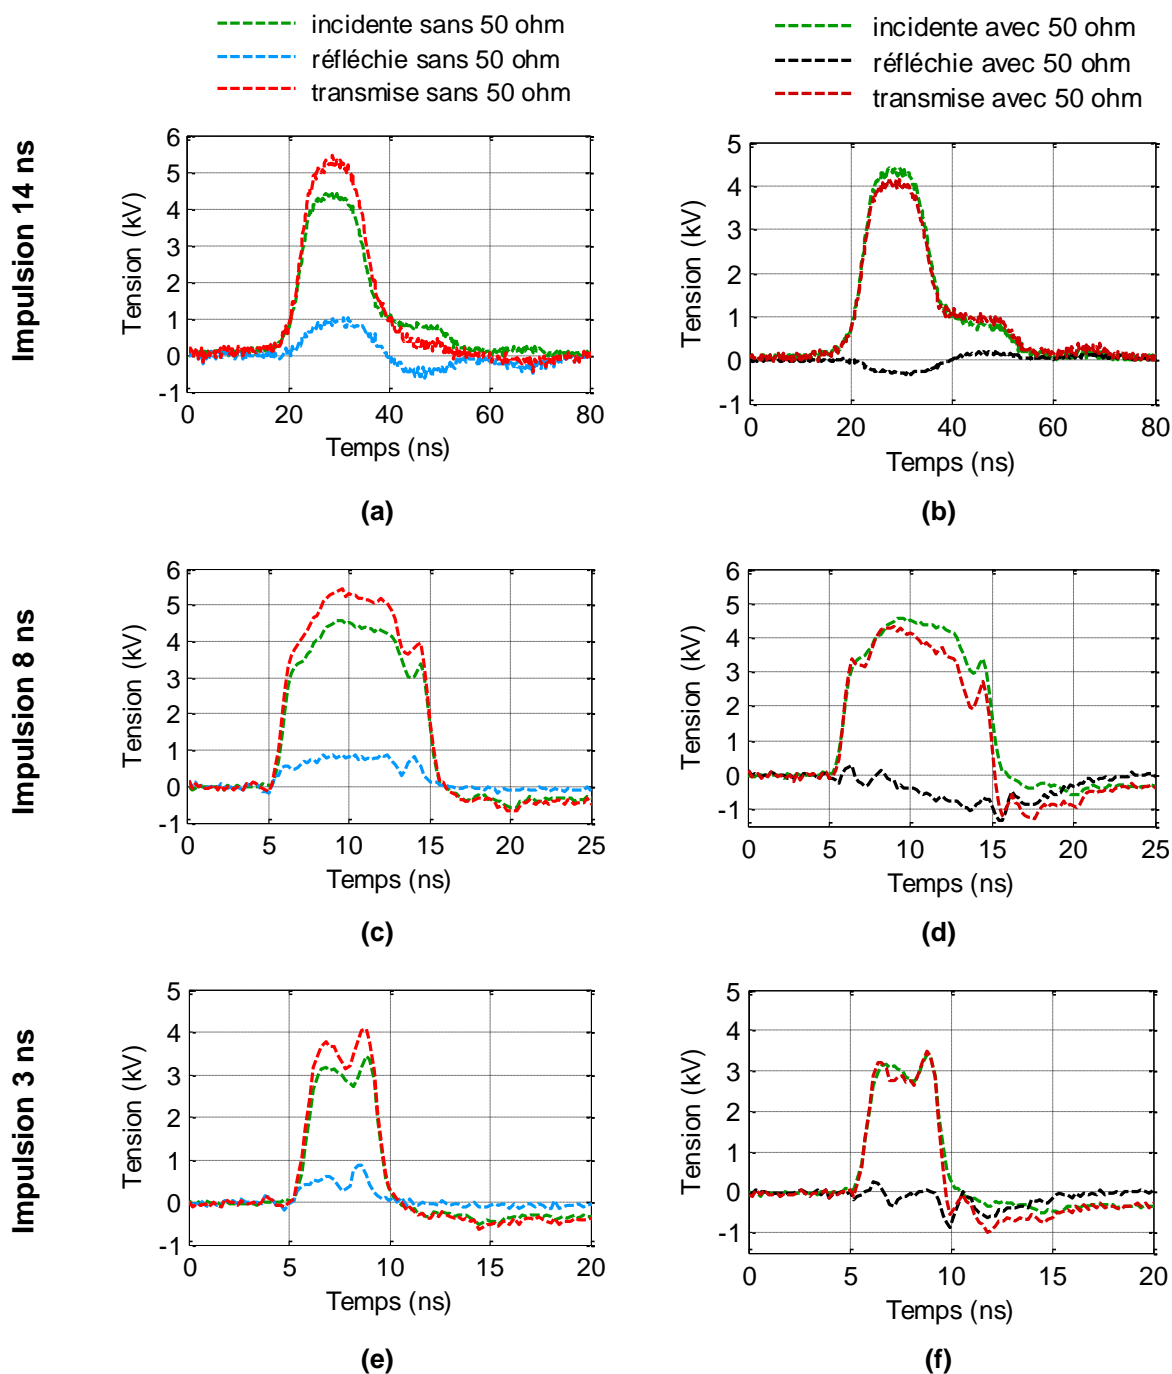 incidente sans 50 ohm
réfléchie sans 50 ohm
transmise sans 50 ohm
incidente avec 50 ohm
réfléchie avec 50 ohm
transmise avec 50 ohm
Impulsion 14 ns
Tension (kV)
6
5
4
3
2
1
0
-1
0 20 40 60 80
Temps (ns)
(a)
Tension (kV)
5
4
3
2
1
0
-1
0 20 40 60 80
Temps (ns)
(b)
Impulsion 8 ns
Tension (kV)
6
5
4
3
2
1
0
-1
0 5 10 15 20 25
Temps (ns)
(c)
Tension (kV)
6
5
4
3
2
1
0
-1
0 5 10 15 20 25
Temps (ns)
(d)
Impulsion 3 ns
Tension (kV)
5
4
3
2
1
0
-1
0 5 10 15 20
Temps (ns)
(e)
Tension (kV)
5
4
3
2
1
0
-1
0 5 10 15 20
Temps (ns)
(f)